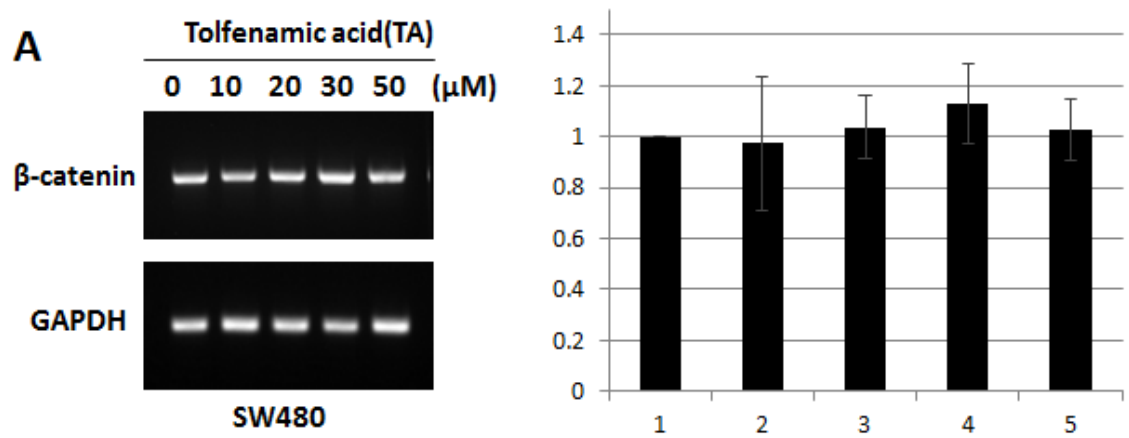 A
Tolfenamic acid(TA)
0 10 20 30 50 (μM)
β-catenin
GAPDH
SW480
1.4
1.2
1
0.8
0.6
0.4
0.2
0
1 2 3 4 5